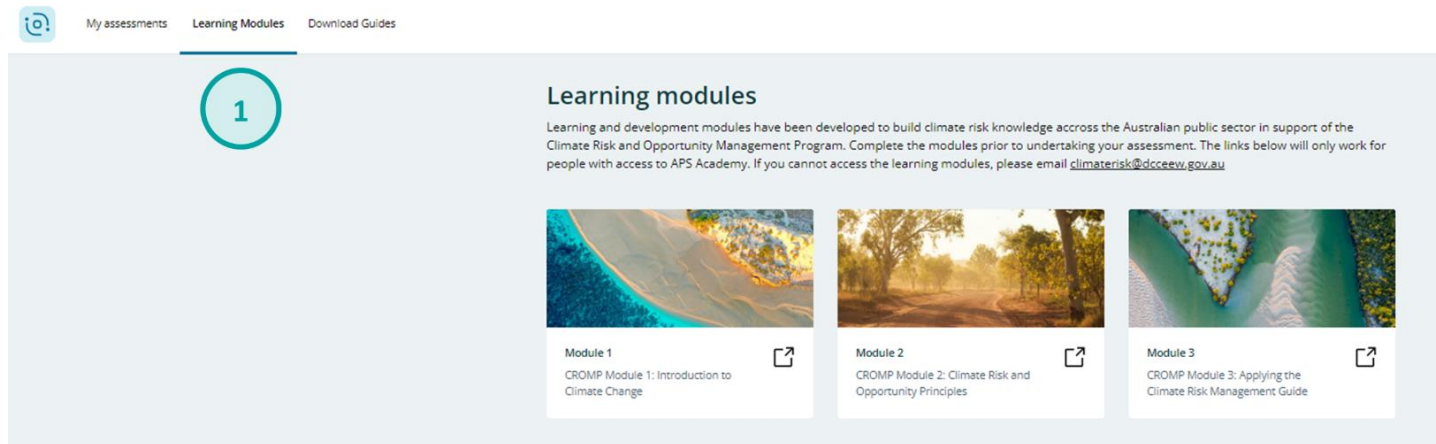 My assessments Learning Modules Download Guides
1
Learning modules
Learning and development modules have been developed to build climate risk knowledge accross the Australian public sector in support of the
Climate Risk and Opportunity Management Program. Complete the modules prior to undertaking your assessment. The links below will only work for
people with access to APS Academy. If you cannot access the learning modules, please email climaterisk@dcceew.gov.au
Module 1
CROMP Module 1: Introduction to
Climate Change
Module 2
CROMP Module 2: Climate Risk and
Opportunity Principles
Module 3
CROMP Module 3: Applying the
Climate Risk Management Guide